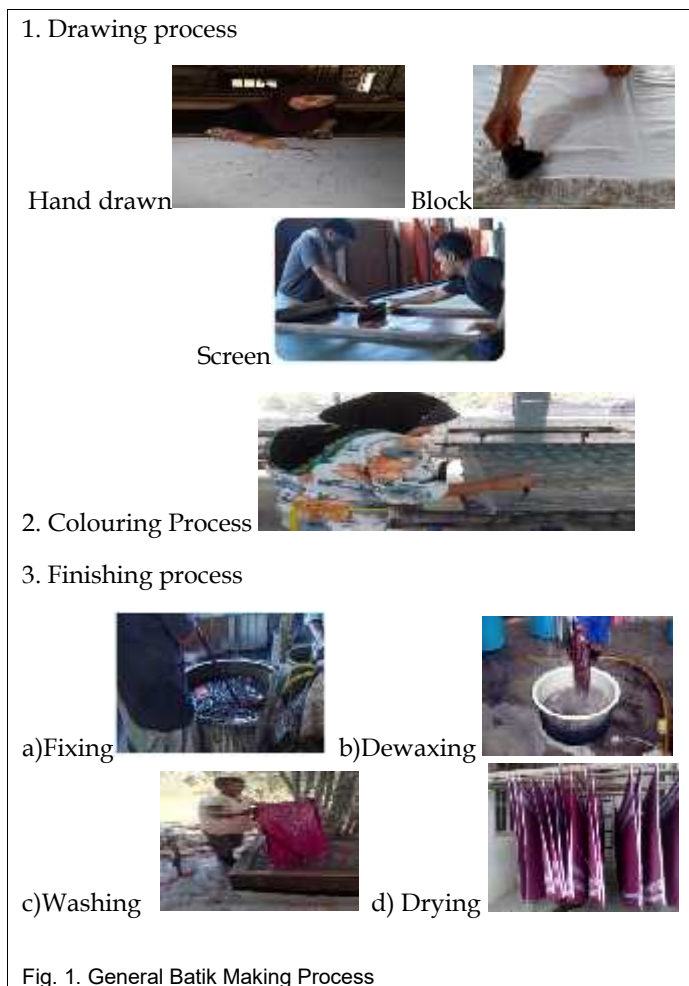 1. Drawing process
Hand drawn Block
Screen
2. Colouring Process
3. Finishing process
a)Fixing b)Dewaxing
c)Washing d) Drying
Fig. 1. General Batik Making Process